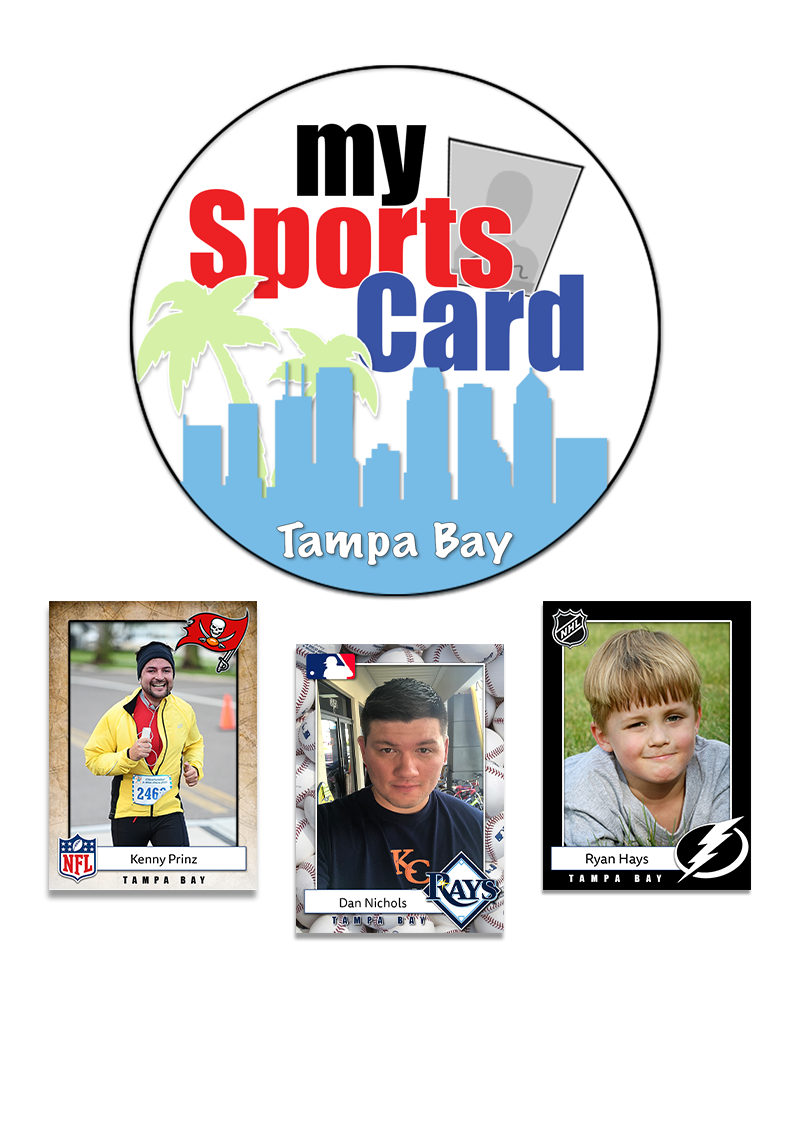 my
Sports
Card
Tampa Bay
NFL
Kenny Prinz
TAMPA BAY
KC
RAYS
Dan Nichols
TAMPA BAY
NHL
Ryan Hays
TAMPA BAY